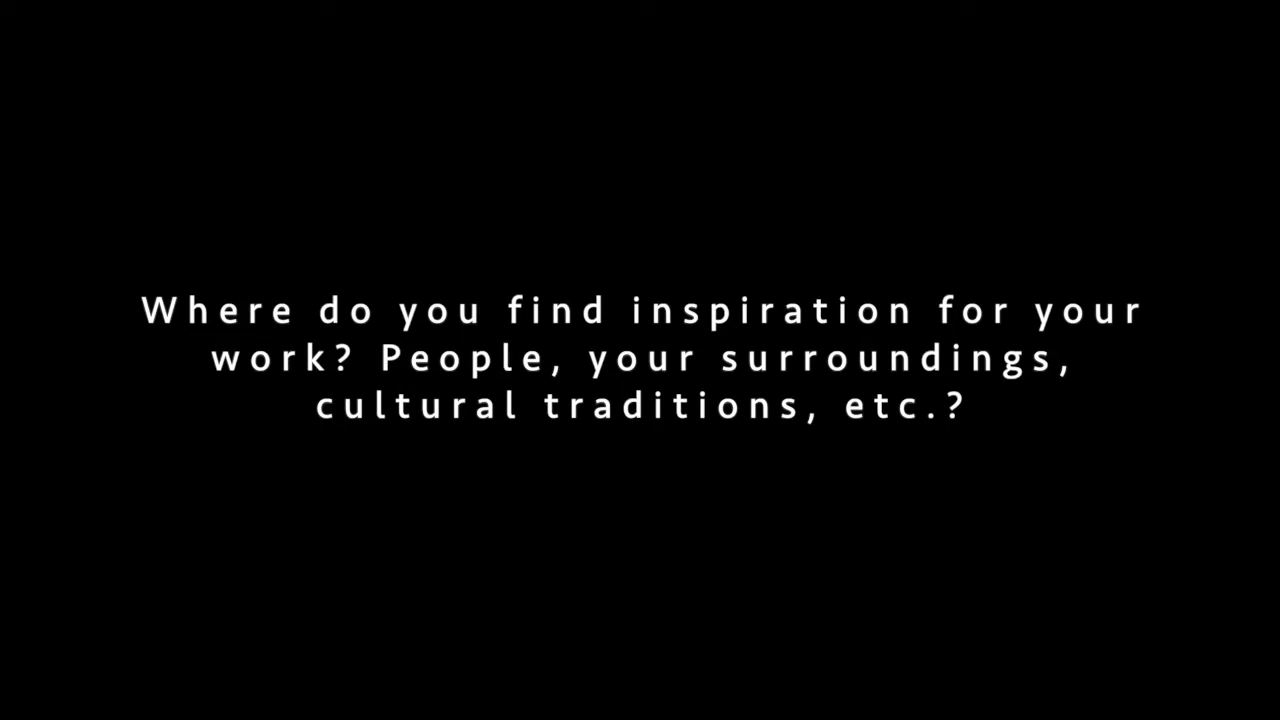 Where do you find inspiration for your
work? People, your surroundings,
cultural traditions, etc.?